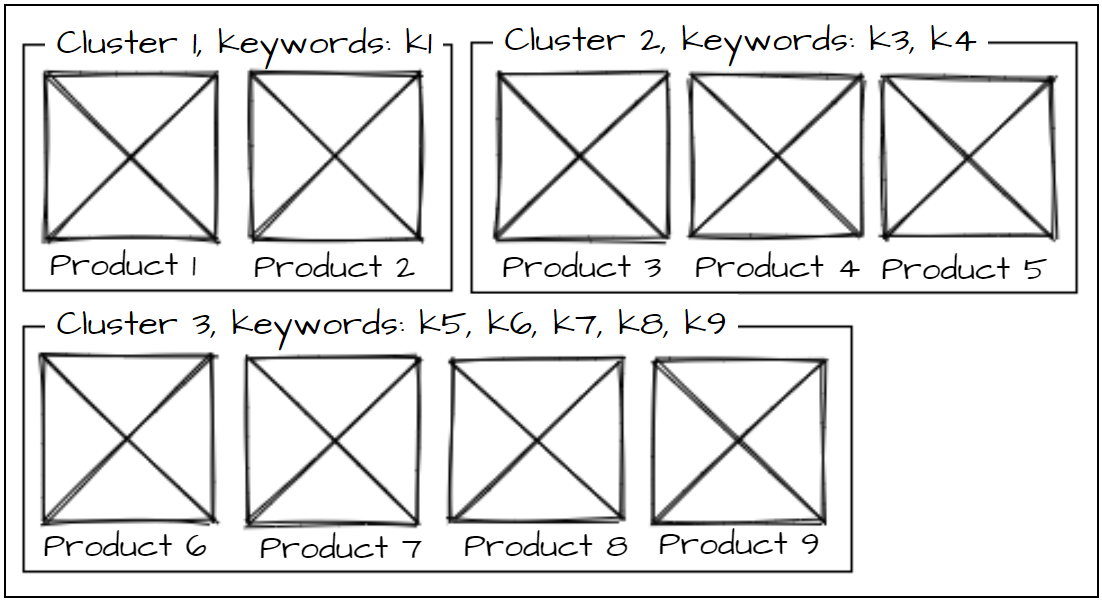 Cluster 1, keywords: k1
Cluster 2, keywords: k3, k4
Product 1
Product 2
Product 3
Product 4
Product 5
Cluster 3, keywords: k5, k6, k7, k8, k9
Product 6
Product 7
Product 8
Product 9